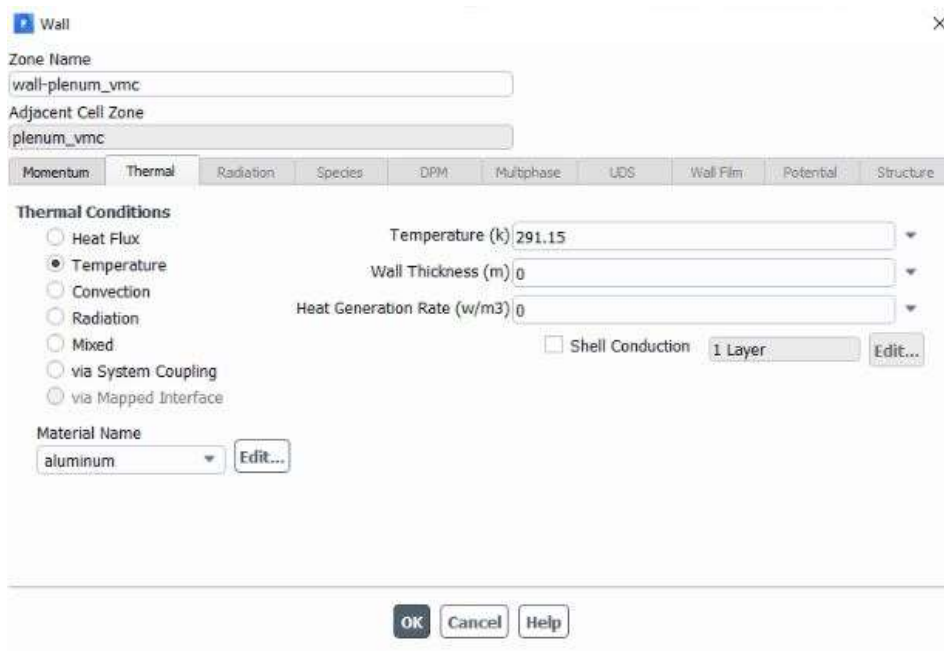 Wall
Zone Name
wall-plenum_vmc
Adjacent Cell Zone
plenum_vmc
Momentum Thermal Radiation Species DPM Multiphase UDS Wall Film Potential Structure
Thermal Conditions
Heat Flux
Temperature
Convection
Radiation
Mixed
via System Coupling
via Mapped Interface
Temperature (k) 291.15
Wall Thickness (m) 0
Heat Generation Rate (w/m3) 0
Shell Conduction 1 Layer Edit...
Material Name
aluminum Edit...
OK Cancel Help